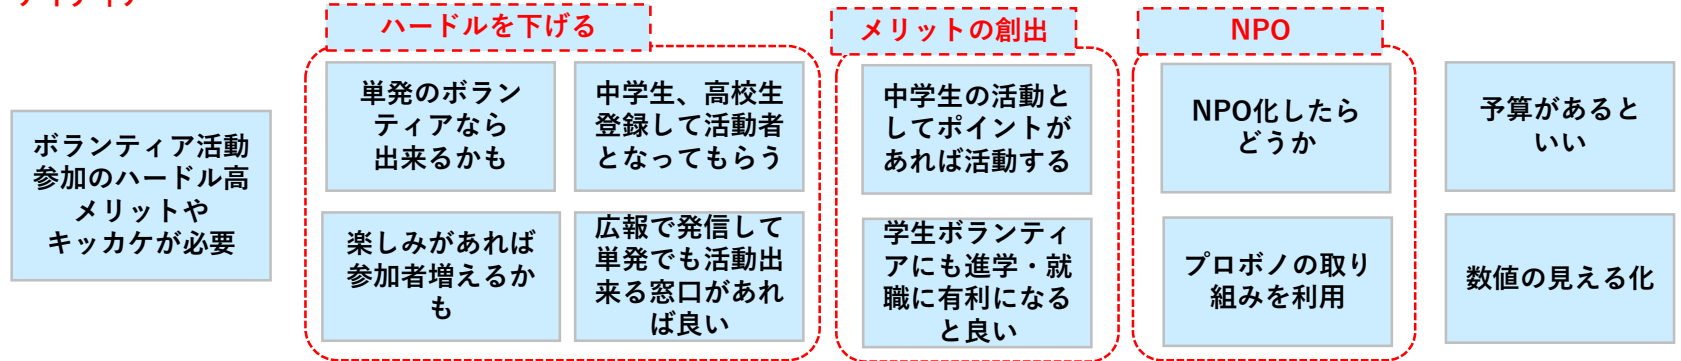 ハードルを下げる
メリットの創出
NPO
ボランティア活動
参加のハードル高
メリットや
キッカケが必要
単発のボラン
ティアなら
出来るかも
中学生、高校生
登録して活動者
となってもらう
楽しみがあれば
参加者増えるか
も
広報で発信して
単発でも活動出
来る窓口があれ
ば良い
中学生の活動と
してポイントが
あれば活動する
学生ボランティ
アにも進学・就
職に有利になる
と良い
NPO化したら
どうか
プロボノの取り
組みを利用
予算があると
いい
数値の見える化